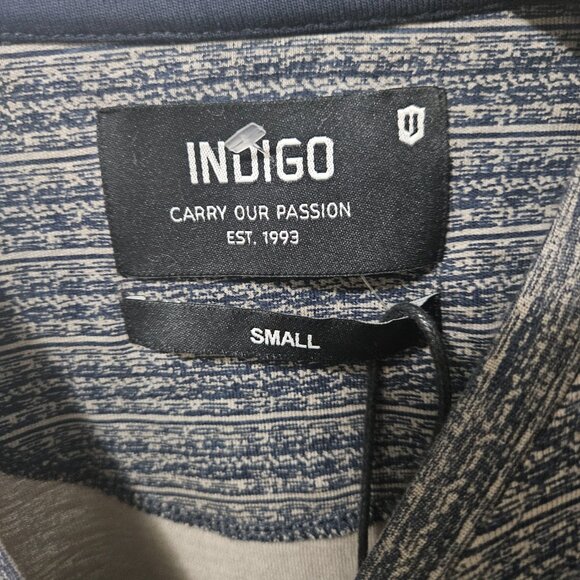 INDIGO
CARRY OUR PASSION
EST. 1993
SMALL